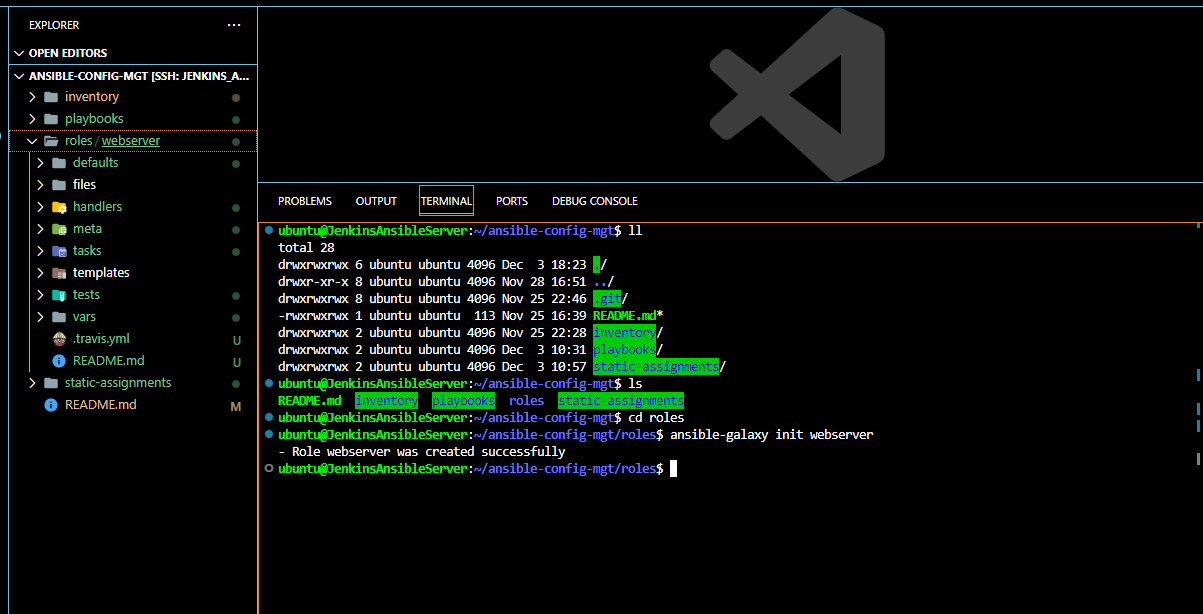 EXPLORER ...
OPEN EDITORS
ANSIBLE-CONFIG-MGT [SSH: JENKINS_A...
inventory
playbooks
roles / webserver
defaults
files
handlers
meta
tasks
templates
tests
vars
.travis.yml U
README.md U
static-assignments
README.md M
PROBLEMS OUTPUT TERMINAL PORTS DEBUG CONSOLE
ubuntu@JenkinsAnsibleServer:~/ansible-config-mgt$ ll
total 28
drwxrwxrwx 6 ubuntu ubuntu 4096 Dec  3 18:23 ./
drwxr-xr-x 8 ubuntu ubuntu 4096 Nov 28 16:51 ../
drwxrwxrwx 8 ubuntu ubuntu 4096 Nov 25 22:46 .git/
-rwxrwxrwx 1 ubuntu ubuntu  113 Nov 25 16:39 README.md*
drwxrwxrwx 2 ubuntu ubuntu 4096 Nov 25 22:28 inventory/
drwxrwxrwx 2 ubuntu ubuntu 4096 Dec  3 10:31 playbooks/
drwxrwxrwx 2 ubuntu ubuntu 4096 Dec  3 10:57 static-assignments/
ubuntu@JenkinsAnsibleServer:~/ansible-config-mgt$ ls
README.md  inventory  playbooks  roles  static-assignments
ubuntu@JenkinsAnsibleServer:~/ansible-config-mgt$ cd roles
ubuntu@JenkinsAnsibleServer:~/ansible-config-mgt/roles$ ansible-galaxy init webserver
- Role webserver was created successfully
ubuntu@JenkinsAnsibleServer:~/ansible-config-mgt/roles$